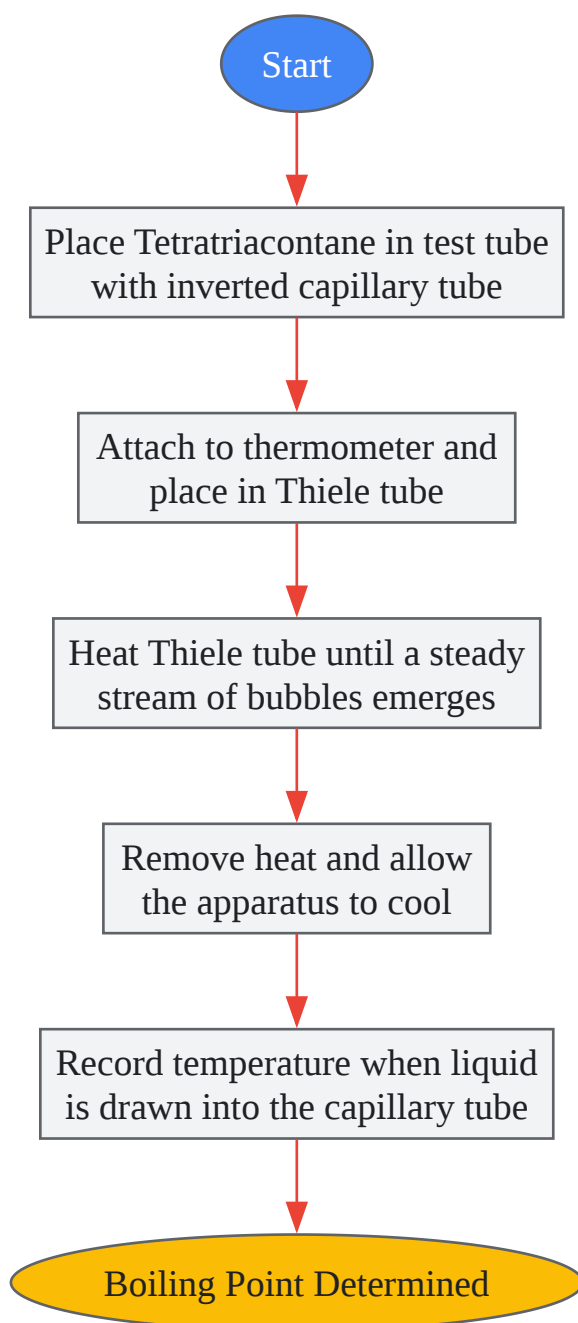 Start
Place Tetratriacontane in test tube
with inverted capillary tube
Attach to thermometer and
place in Thiele tube
Heat Thiele tube until a steady
stream of bubbles emerges
Remove heat and allow
the apparatus to cool
Record temperature when liquid
is drawn into the capillary tube
Boiling Point Determined